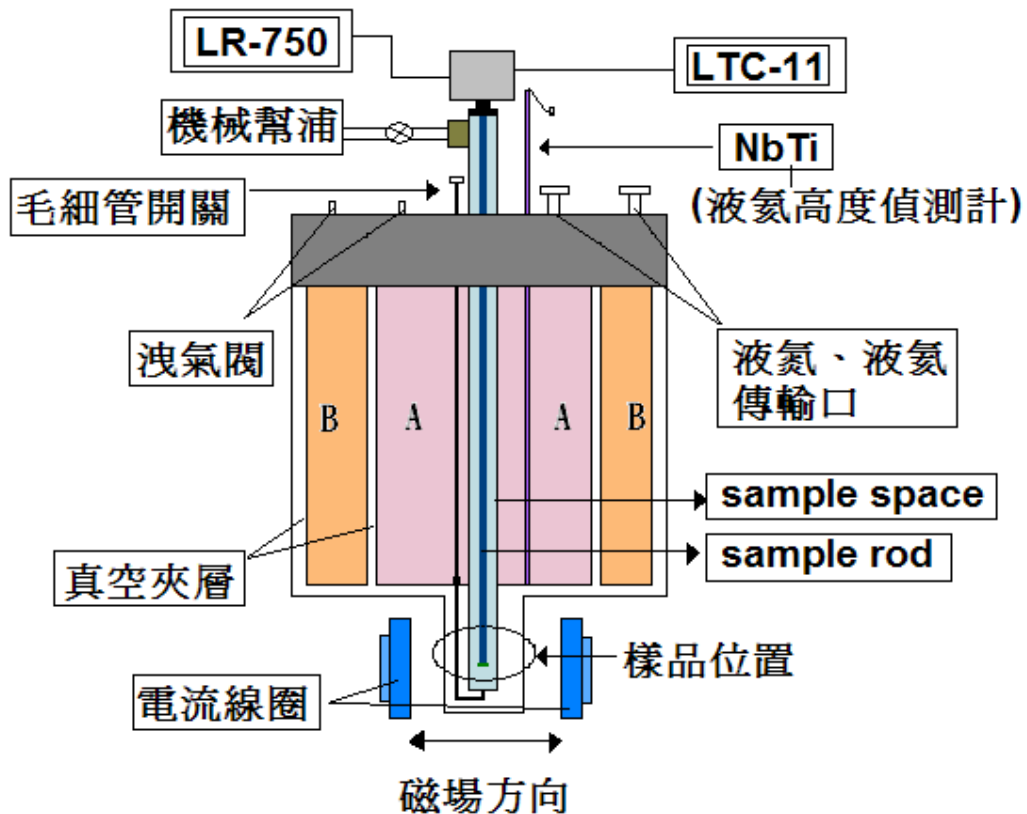 LR-750
LTC-11
機械幫浦
NbTi
毛細管開關
(液氨高度偵測計)
洩氣閥
液氮、液氨
傳輸口
B
A
A
B
sample space
sample rod
真空夾層
樣品位置
電流線圈
磁場方向